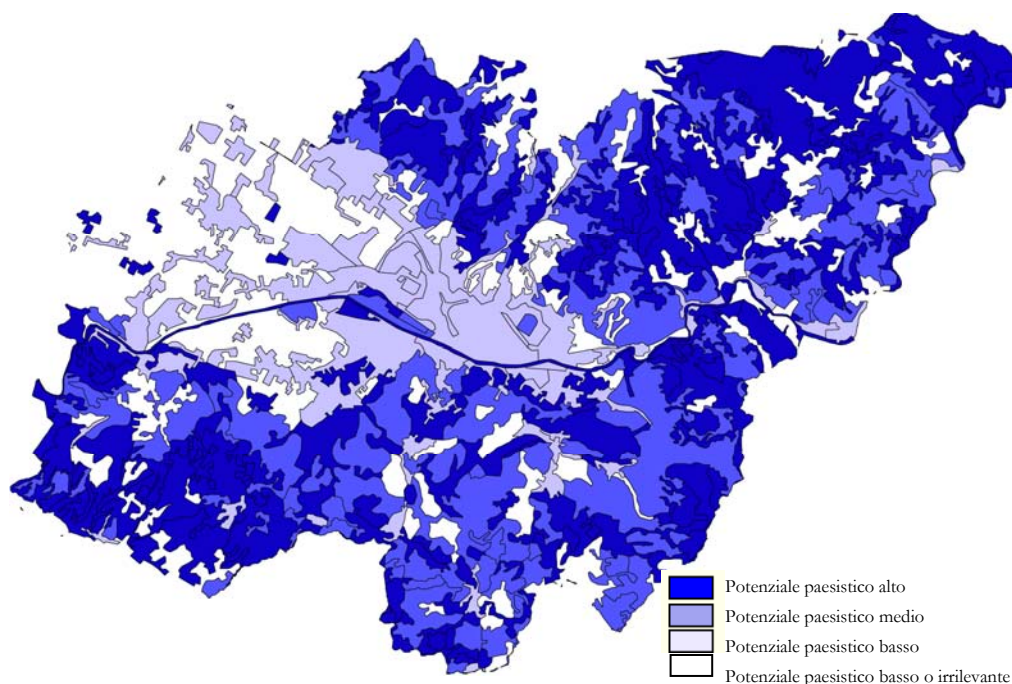 Potenziale paesistico alto
Potenziale paesistico medio
Potenziale paesistico basso
Potenziale paesistico basso o irrilevante